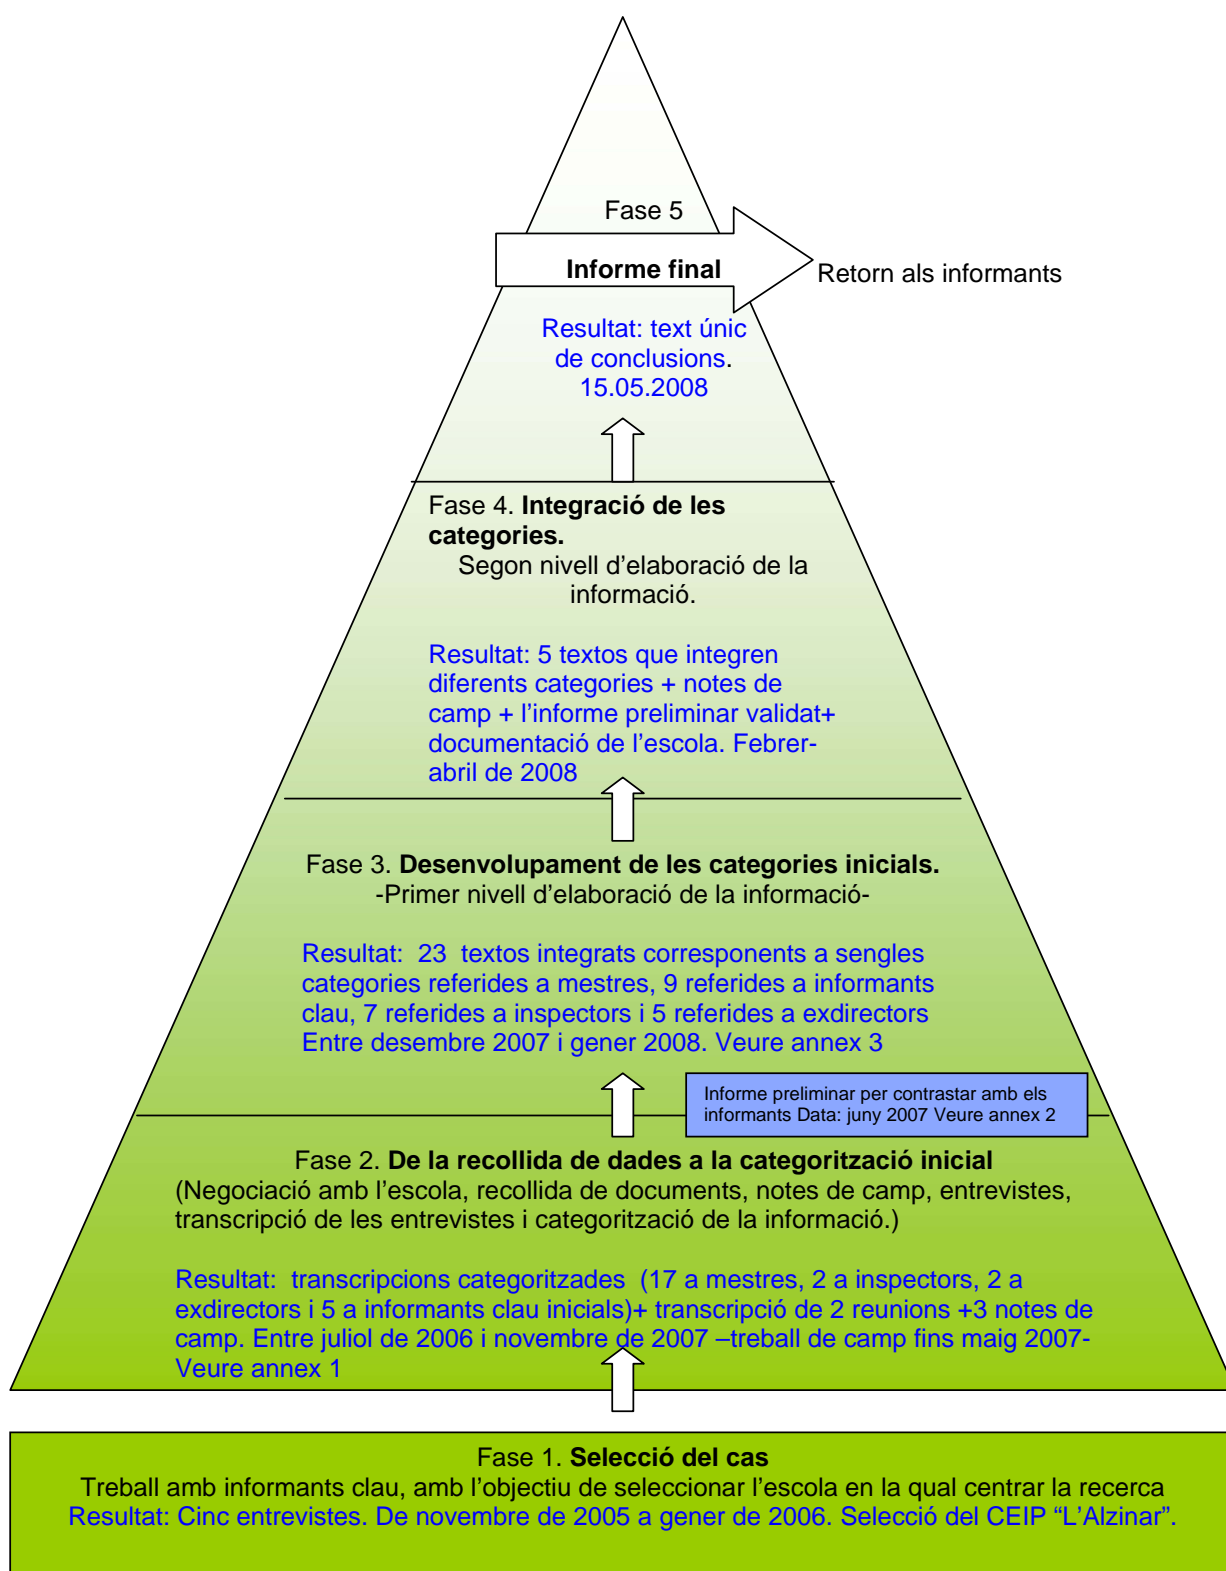 Fase 5
Informe final
Retorn als informants
Resultat: text únic
de conclusions.
15.05.2008
Fase 4. Integració de les
categories.
Segon nivell d’elaboració de la
informació.
Resultat: 5 textos que integren
diferents categories + notes de
camp + l’informe preliminar validat+
documentació de l’escola. Febrer-
abril de 2008
Fase 3. Desenvolupament de les categories inicials.
-Primer nivell d’elaboració de la informació-
Resultat: 23 textos integrats corresponents a sengles
categories referides a mestres, 9 referides a informants
clau, 7 referides a inspectors i 5 referides a exdirectors
Entre desembre 2007 i gener 2008. Veure annex 3
Informe preliminar per contrastar amb els
informants Data: juny 2007 Veure annex 2
Fase 2. De la recollida de dades a la categorització inicial
(Negociació amb l’escola, recollida de documents, notes de camp, entrevistes,
transcripció de les entrevistes i categorització de la informació.)
Resultat: transcripcions categoritzades (17 a mestres, 2 a inspectors, 2 a
exdirectors i 5 a informants clau inicials)+ transcripció de 2 reunions +3 notes de
camp. Entre juliol de 2006 i novembre de 2007 –treball de camp fins maig 2007-
Veure annex 1
Fase 1. Selecció del cas
Treball amb informants clau, amb l’objectiu de seleccionar l’escola en la qual centrar la recerca
Resultat: Cinc entrevistes. De novembre de 2005 a gener de 2006. Selecció del CEIP “L’Alzinar”.